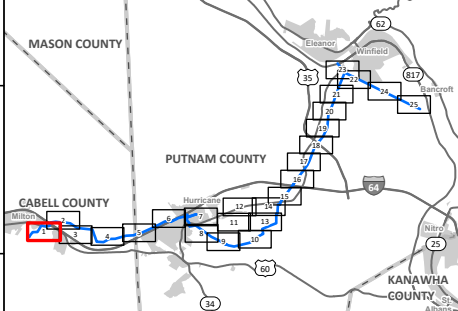 62
MASON COUNTY
Eleanor
Winfield
23
22
817
35
21
24
Bancroft
20
25
19
18
PUTNAM COUNTY
17
16
64
CABELL COUNTY
Hurricane
15
Milton
12
14
2
6
7
11
13
Nitro
1
3
4
5
8
9
10
25
60
KANAWHA
COUNTY
St.
Albans
34